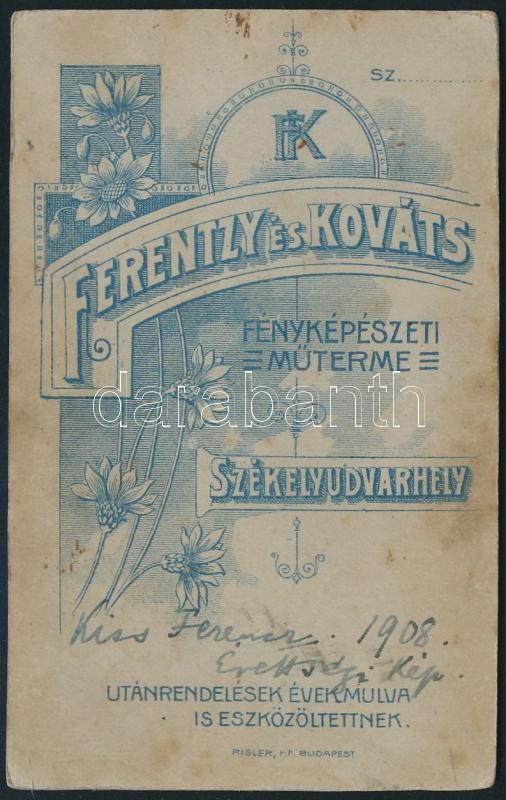 SZ.
FK
FERENTZY ÉS KOVÁTS
FÉNYKÉPÉSZETI
MŰTERME
darabanth
SZÉKELYUDVARHELY
Kiss Ferencz. 1908.
Érettségi Kép.
UTÁNRENDELÉSEK ÉVEK MULVA
IS ESZKÖZÖLTETTNEK.
RIGLER, r.t. BUDAPEST